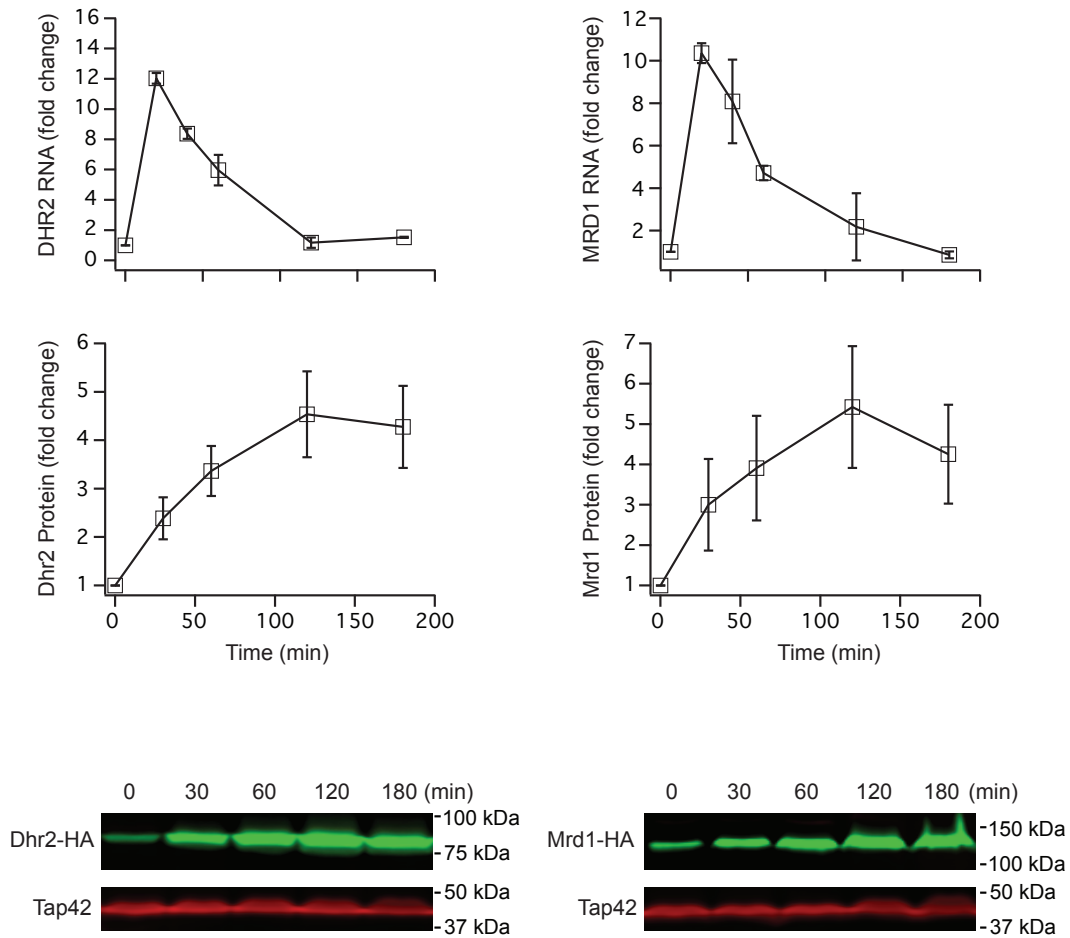 DHR2 RNA (fold change)
16
14
12
10
8
6
4
2
0
MRD1 RNA (fold change)
12
10
8
6
4
2
Dhr2 Protein (fold change)
6
5
4
3
2
1
0 50 100 150 200
Time (min)
Mrd1 Protein (fold change)
7
6
5
4
3
2
1
0 50 100 150 200
Time (min)
0 30 60 120 180 (min)
Dhr2-HA
-100 kDa
-75 kDa
Tap42
-50 kDa
-37 kDa
0 30 60 120 180 (min)
Mrd1-HA
-150 kDa
-100 kDa
Tap42
-50 kDa
-37 kDa